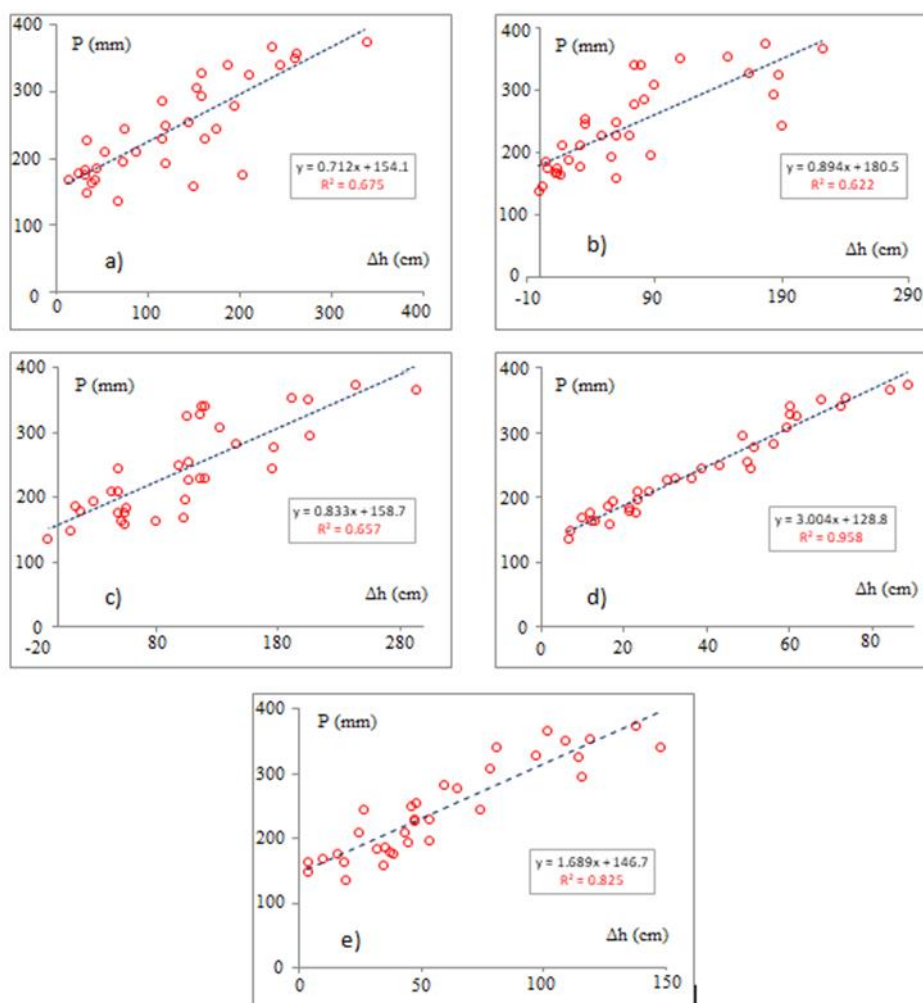 400
P (mm)
300
200
y = 0.712x + 154.1
R² = 0.675
100
a)
Δh (cm)
0
0
100
200
300
400
400
P (mm)
300
200
y = 0.894x + 180.5
R² = 0.622
100
b)
Δh (cm)
0
-10
90
190
290
400
P (mm)
300
200
y = 0.833x + 158.7
R² = 0.657
100
c)
Δh (cm)
0
-20
80
180
280
400
P (mm)
300
200
y = 3.004x + 128.8
R² = 0.958
100
d)
Δh (cm)
0
0
20
40
60
80
400
P (mm)
300
200
y = 1.689x + 146.7
R² = 0.825
100
e)
Δh (cm)
0
0
50
100
150